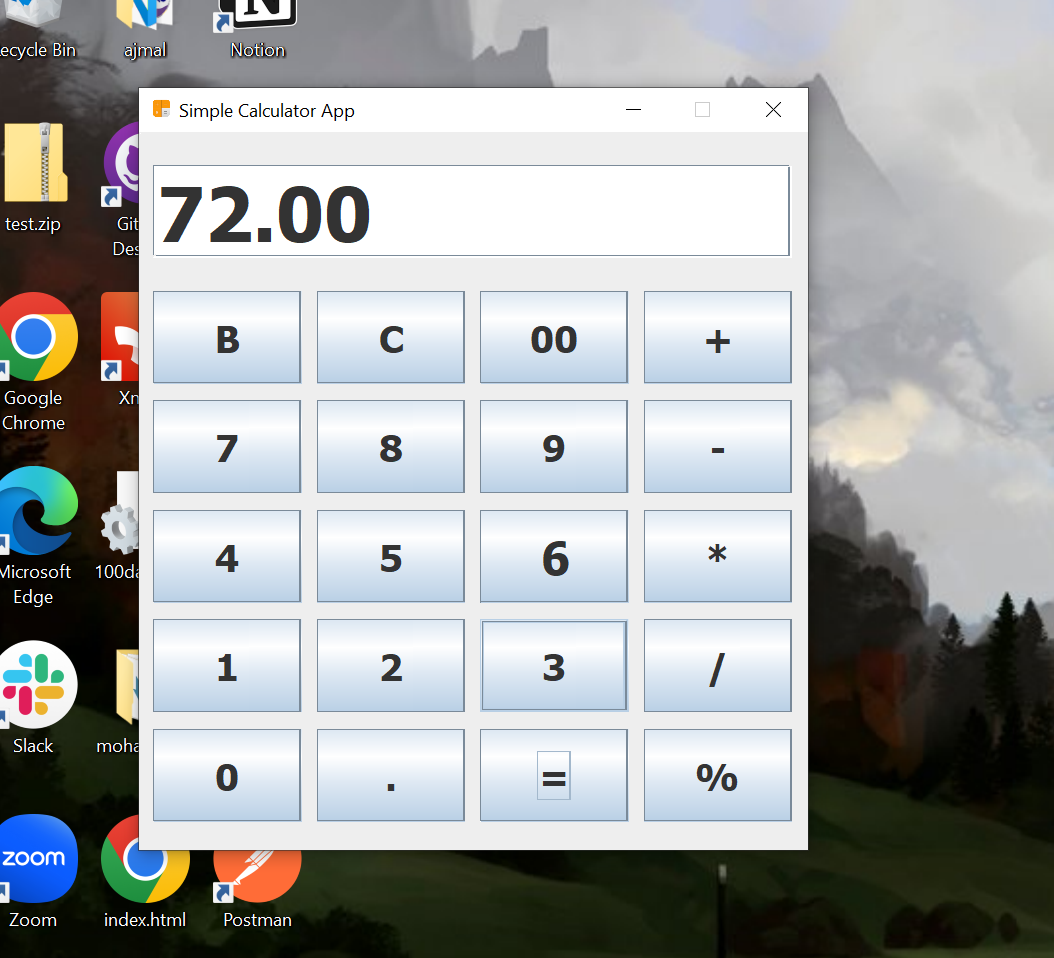 ecycle Bin
ajmal
Notion
Simple Calculator App
72.00
B C 00 +
7 8 9 -
4 5 6 *
1 2 3 /
0 . = %
test.zip
Git
Des
Google
Chrome
Xn
Microsoft
Edge
100da
Slack
moha
zoom
Zoom
index.html
Postman